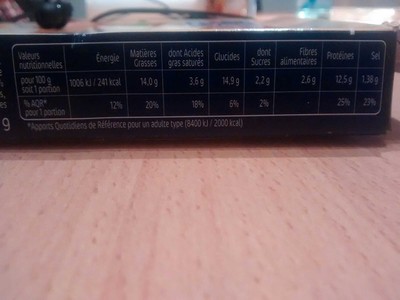 Valeurs nutritionnelles Énergie Matières Grasses dont Acides gras saturés Glucides dont Sucres Fibres alimentaires Protéines Sel
pour 100 g soit 1 portion 1006 kJ / 241 kcal 14,0 g 3,6 g 14,9 g 2,2 g 2,6 g 12,5 g 1,38 g
% AQR* pour 1 portion 12% 20% 18% 6% 2% - 25% 23%
*Apports Quotidiens de Référence pour un adulte type (8400 kJ / 2000 kcal)
g